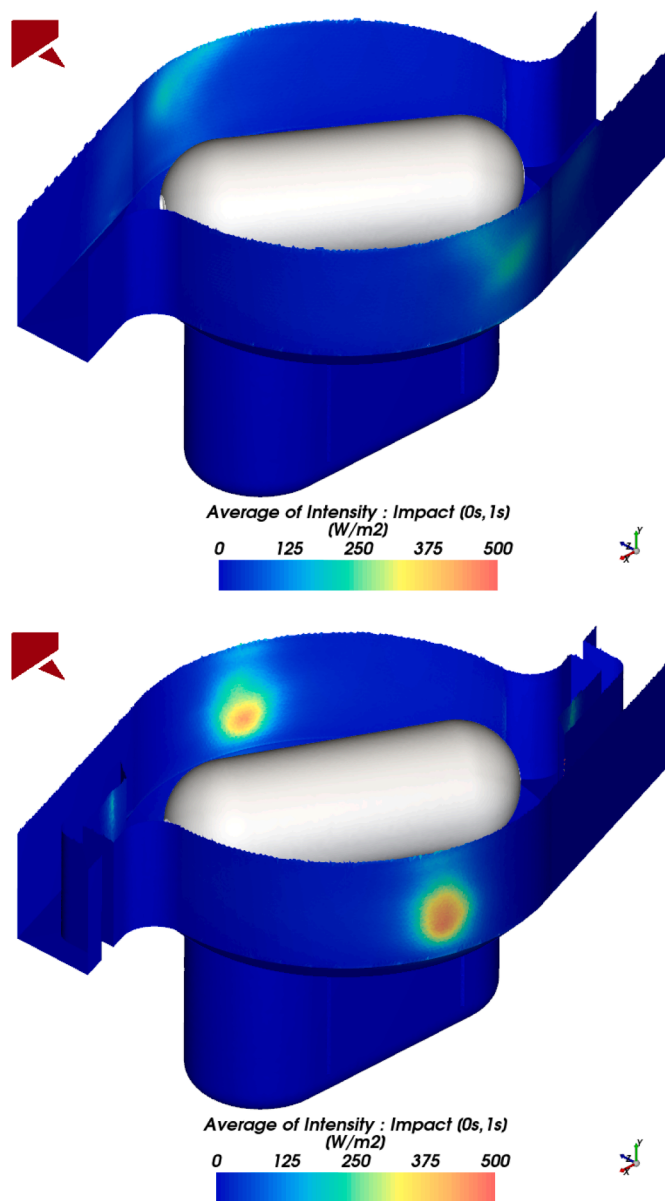 Average of Intensity : Impact (0s,1s)
(W/m2)
0 125 250 375 500
Y
Z
X
Average of Intensity : Impact (0s,1s)
(W/m2)
0 125 250 375 500
Y
Z
X